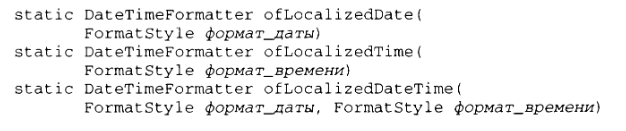 static DateTimeFormatter ofLocalizedDate(
FormatStyle формат_даты)
static DateTimeFormatter ofLocalizedTime(
FormatStyle формат_времени)
static DateTimeFormatter ofLocalizedDateTime(
FormatStyle формат_даты, FormatStyle формат_времени)